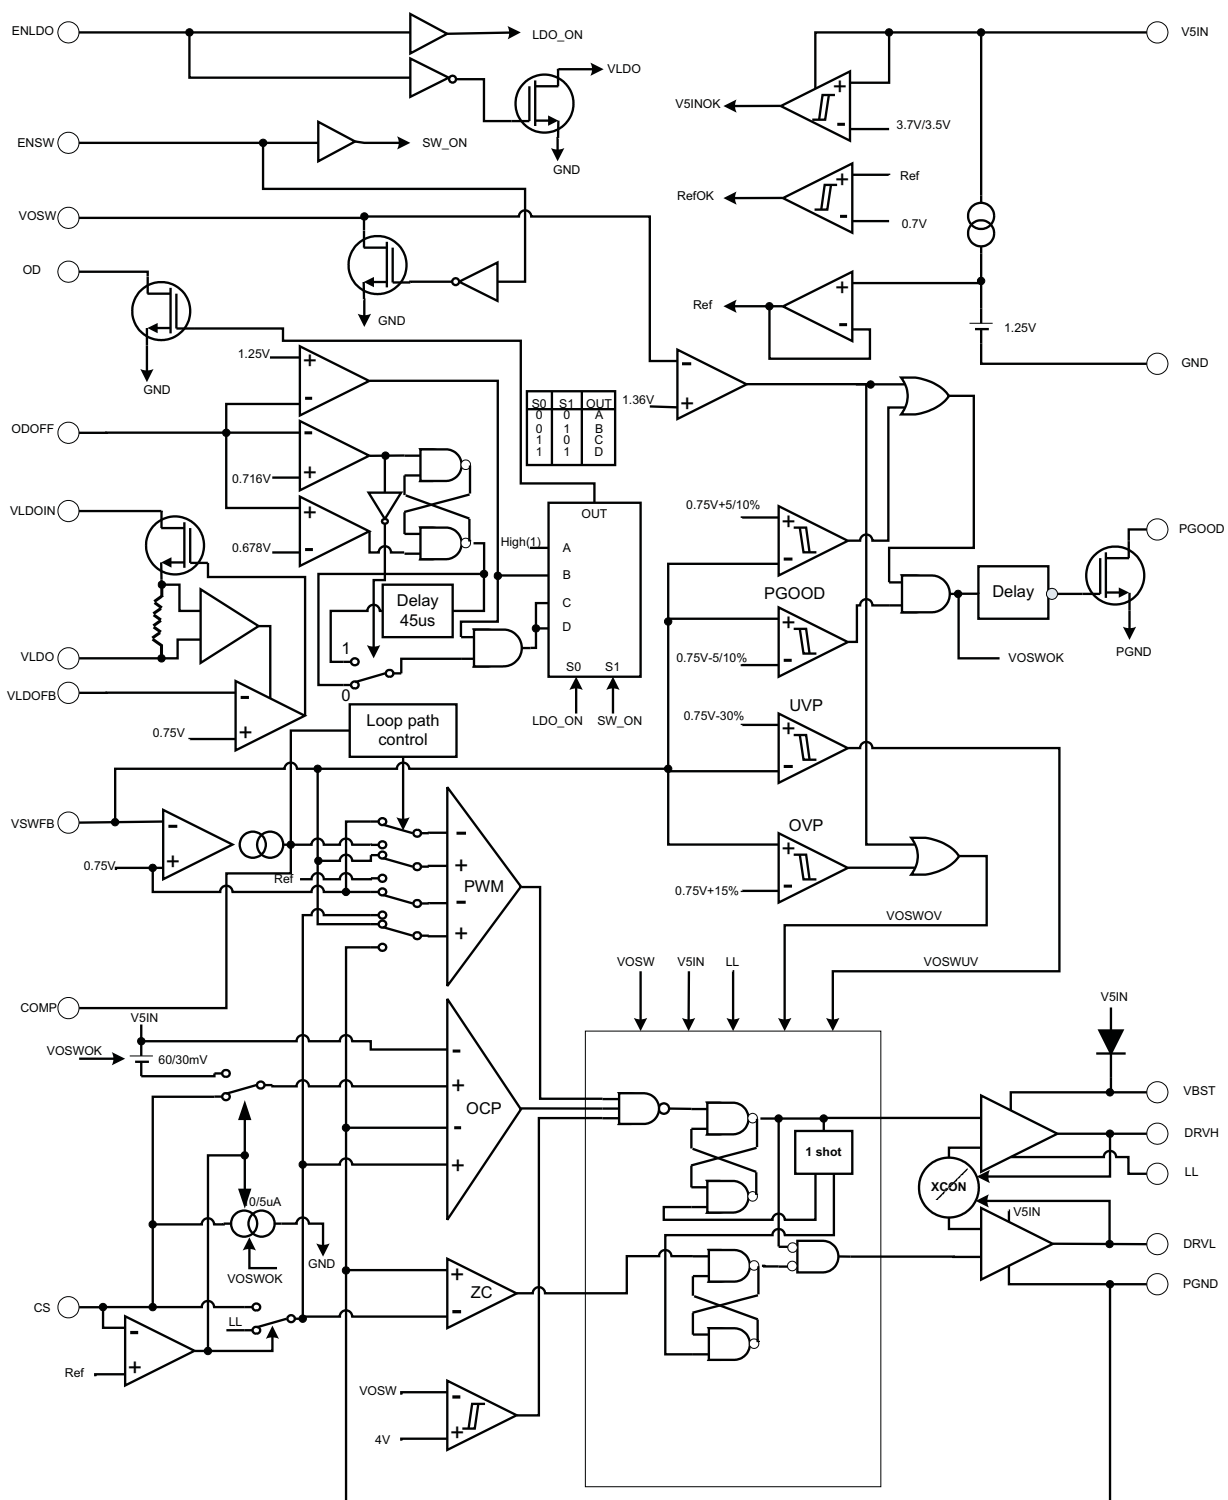 ENLDO
LDO_ON
V5IN
VLDO
V5INOK
+
-
3.7V/3.5V
ENSW
SW_ON
GND
Ref
RefOK
+
-
0.7V
VOSW
OD
GND
Ref
+
-
1.25V
GND
GND
1.25V
+
-
S0 S1 OUT
0 0 A
0 1 B
1 0 C
1 1 D
1.36V
-
+
ODOFF
-
+
0.716V
0.75V+5/10%
+
-
VLDOIN
OUT
PGOOD
High(1)
A
B
C
D
0.678V
+
-
Delay
45us
PGOOD
Delay
+
-
0.75V-5/10%
VOSWOK
PGND
VLDO
1
0
S0 S1
VLDOFB
-
+
0.75V
LDO_ON
SW_ON
UVP
0.75V-30%
+
-
Loop path
control
VSWFB
-
+
0.75V
Ref
-
+
-
+
PWM
OVP
+
-
0.75V+15%
VOSWOV
VOSW
V5IN
LL
VOSWUV
COMP
V5IN
VOSWOK
60/30mV
-
+
-
+
OCP
V5IN
VBST
DRVH
LL
1 shot
XCON
V5IN
DRVL
PGND
0/5uA
GND
VOSWOK
CS
LL
-
+
Ref
+
-
ZC
VOSW
-
+
4V